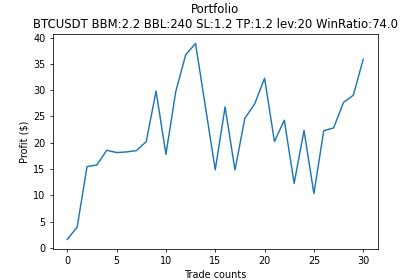 Portfolio
BTCUSDT BBM:2.2 BBL:240 SL:1.2 TP:1.2 lev:20 WinRatio:74.0
40
35
30
25
20
15
10
5
0
Profit ($)
0 5 10 15 20 25 30
Trade counts